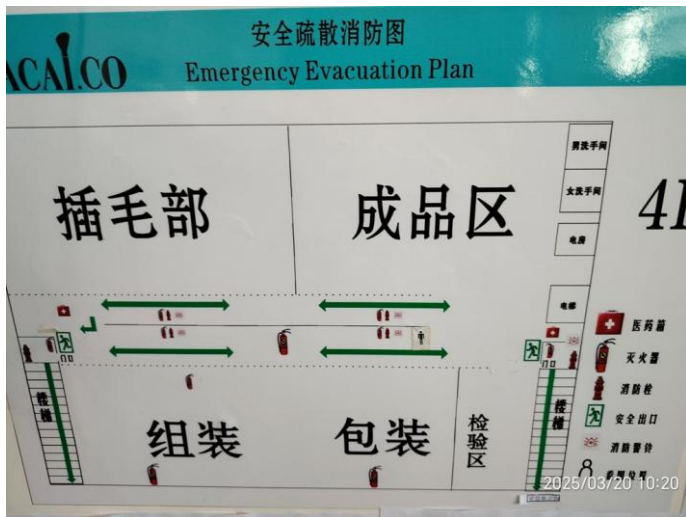 安全疏散消防图
ACAI.CO
Emergency Evacuation Plan
男洗手间
插毛部
成品区
女洗手间
电房
电梯
医药箱
灭火器
消防栓
楼梯
组装
包装
检验区
楼梯
安全出口
消防警铃
2025/03/20 10:20